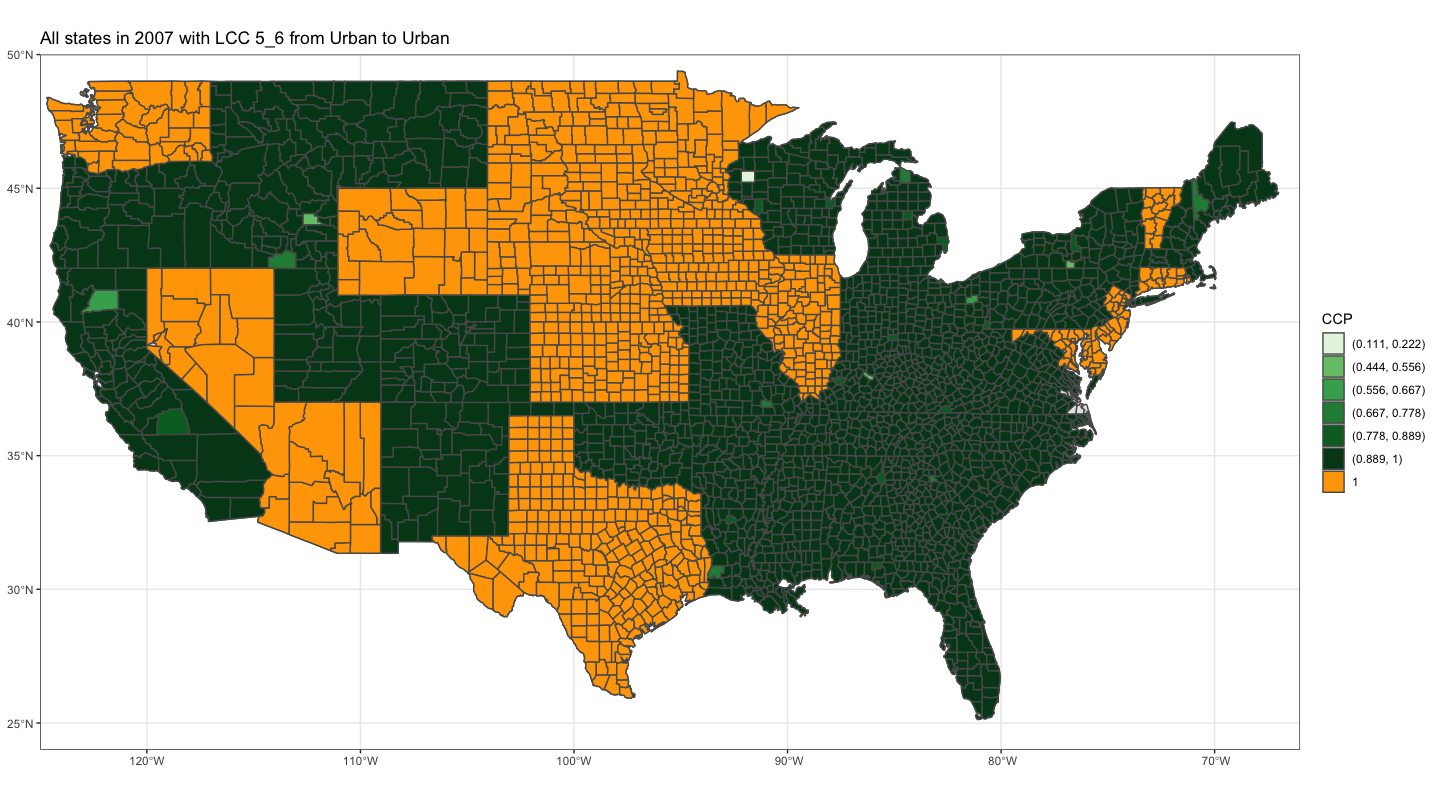 All states in 2007 with LCC 5_6 from Urban to Urban
50°N
45°N
40°N
35°N
30°N
25°N
120°W
110°W
100°W
90°W
80°W
70°W
CCP
(0.111, 0.222)
(0.444, 0.556)
(0.556, 0.667)
(0.667, 0.778)
(0.778, 0.889)
(0.889, 1)
1